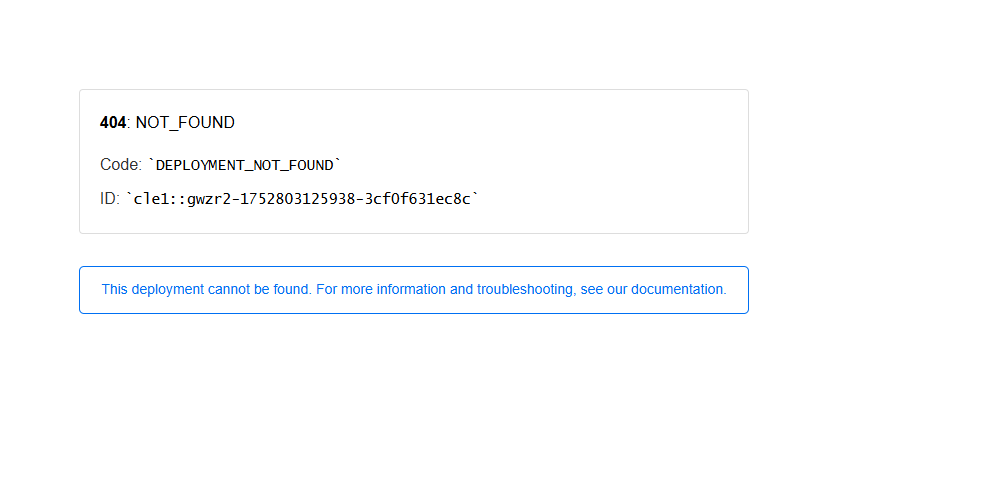 404: NOT_FOUND
Code: `DEPLOYMENT_NOT_FOUND`
ID: `cle1::gwzr2-1752803125938-3cf0f631ec8c`
This deployment cannot be found. For more information and troubleshooting, see our documentation.